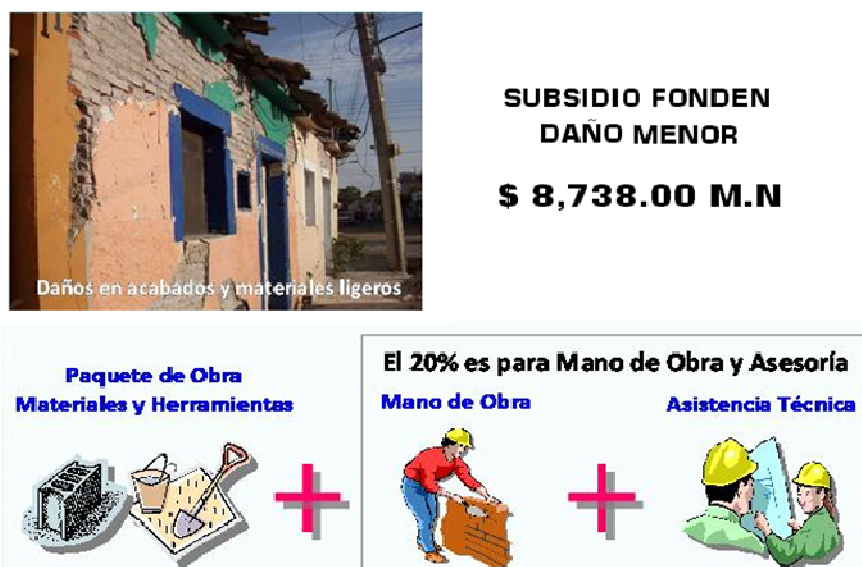 SUBSIDIO FONDEN
DAÑO MENOR
$ 8,738.00 M.N
Daños en acabados y materiales ligeros
El 20% es para Mano de Obra y Asesoría
Paquete de Obra
Materiales y Herramientas
Mano de Obra
Asistencia Técnica